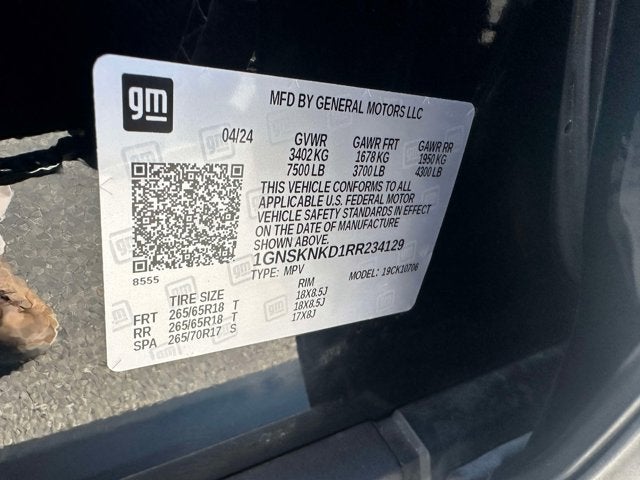 gm
MFD BY GENERAL MOTORS LLC
04/24 GVWR GAWR FRT GAWR RR
3402 KG 1678 KG 1950 KG
7500 LB 3700 LB 4300 LB
THIS VEHICLE CONFORMS TO ALL
APPLICABLE U.S. FEDERAL MOTOR
VEHICLE SAFETY STANDARDS IN EFFECT
ON THE DATE OF MANUFACTURE
SHOWN ABOVE.
1GNSKNKD1RR234129
8555
TYPE: MPV MODEL: 19CK10706
TIRE SIZE RIM
FRT 265/65R18 T 18X8.5J
RR 265/65R18 T 18X8.5J
SPA 265/70R17 S 17X8J